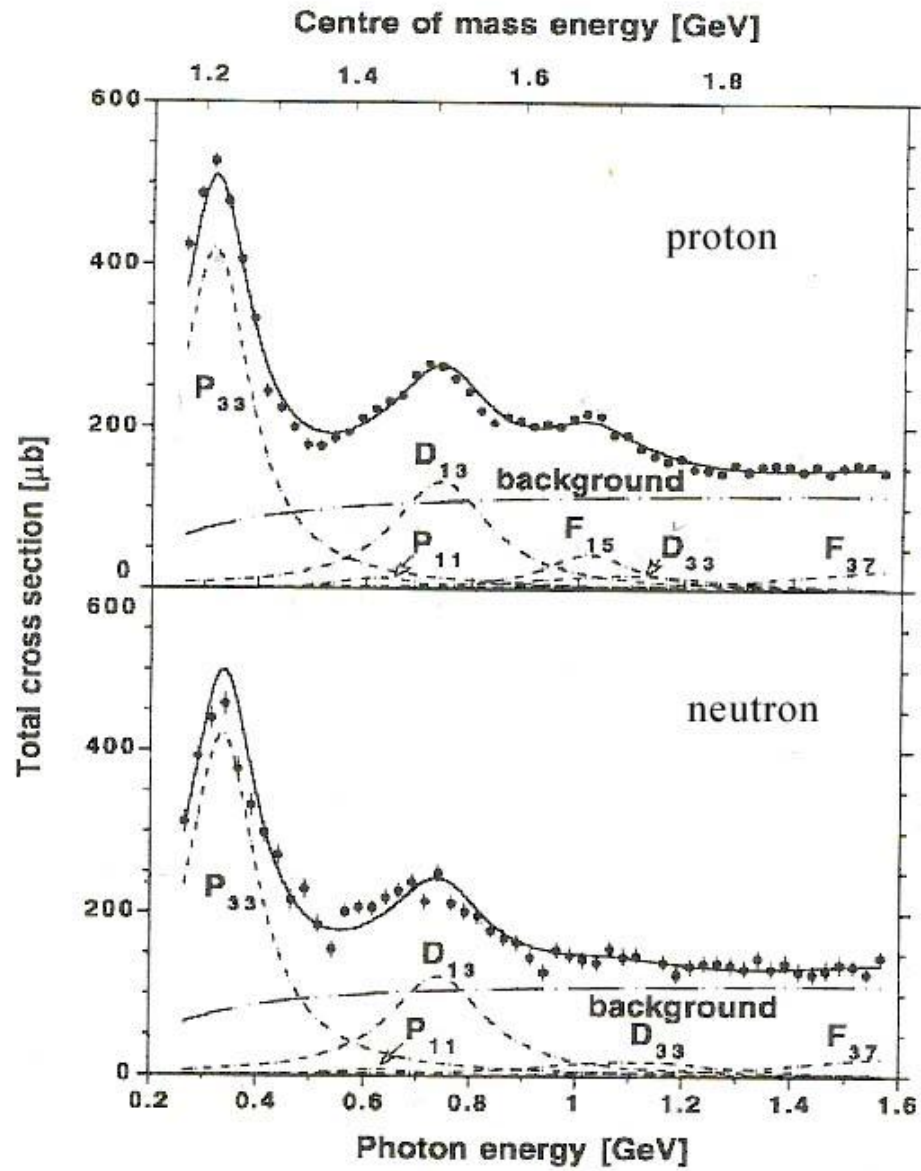 Centre of mass energy [GeV]
1.2 1.4 1.6 1.8
600
400
200
0
proton
P33
D13
background
P11
F15
D33
F37
Total cross section [μb]
600
400
200
0
neutron
P33
D13
background
P11
D33
F37
0.2 0.4 0.6 0.8 1 1.2 1.4 1.6
Photon energy [GeV]